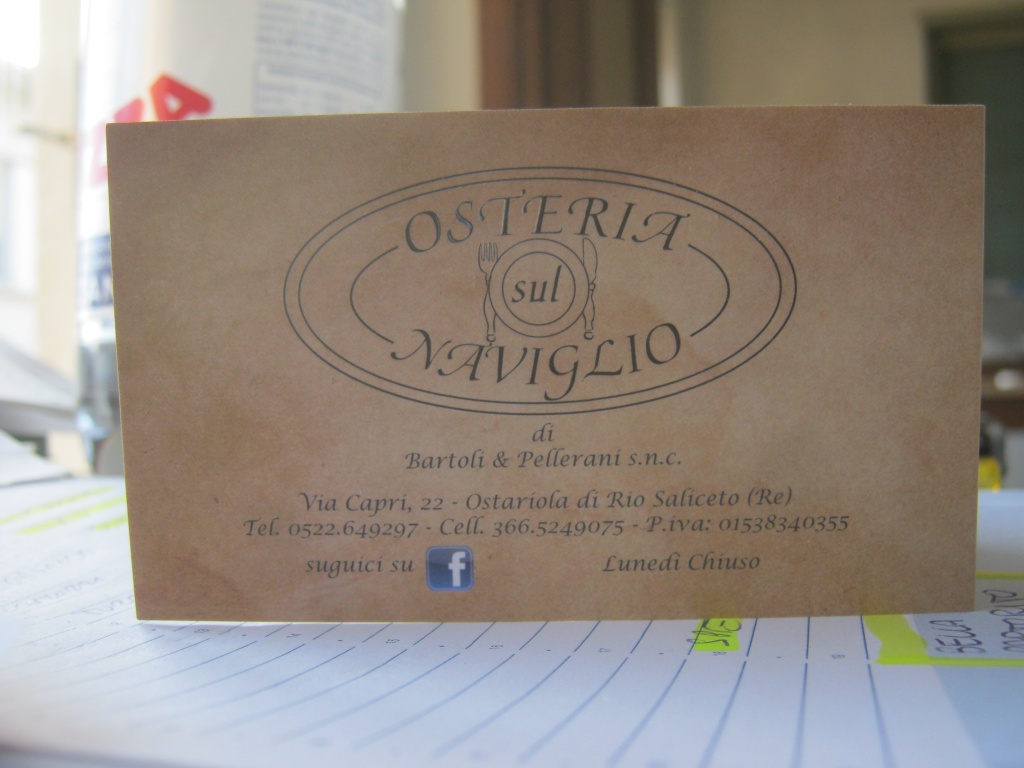 OSTERIA
sul
NAVIGLIO
di
Bartoli & Pellerani s.n.c.
Via Capri, 22 - Ostariola di Rio Saliceto (Re)
Tel. 0522.649297 - Cell. 366.5249075 - P.iva: 01538340355
suguici su f
Lunedì Chiuso
SELLA